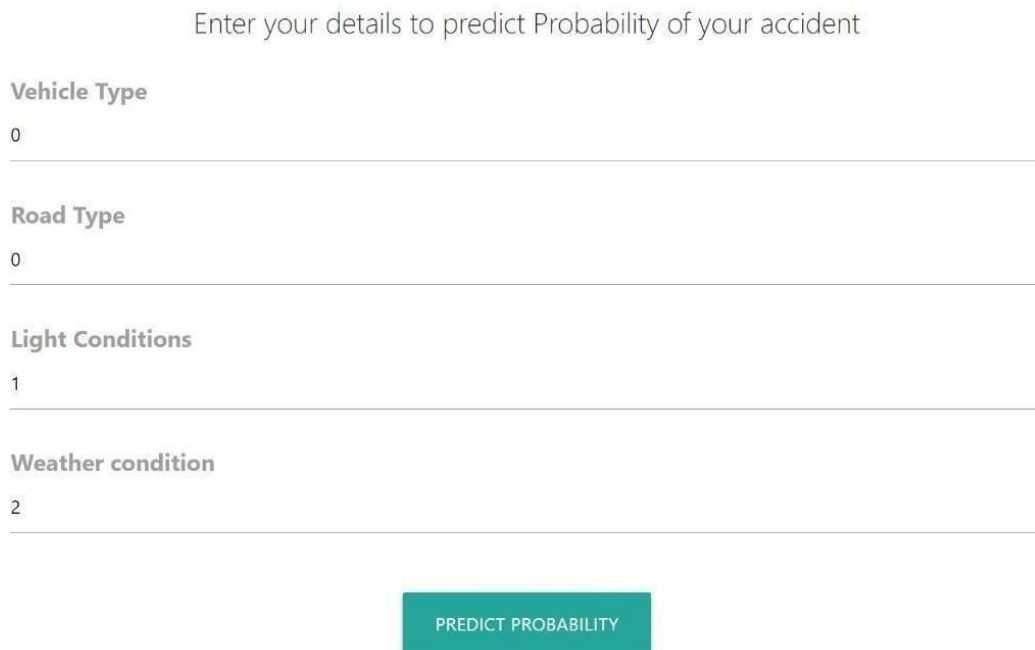 Enter your details to predict Probability of your accident
Vehicle Type
0
Road Type
0
Light Conditions
1
Weather condition
2
PREDICT PROBABILITY